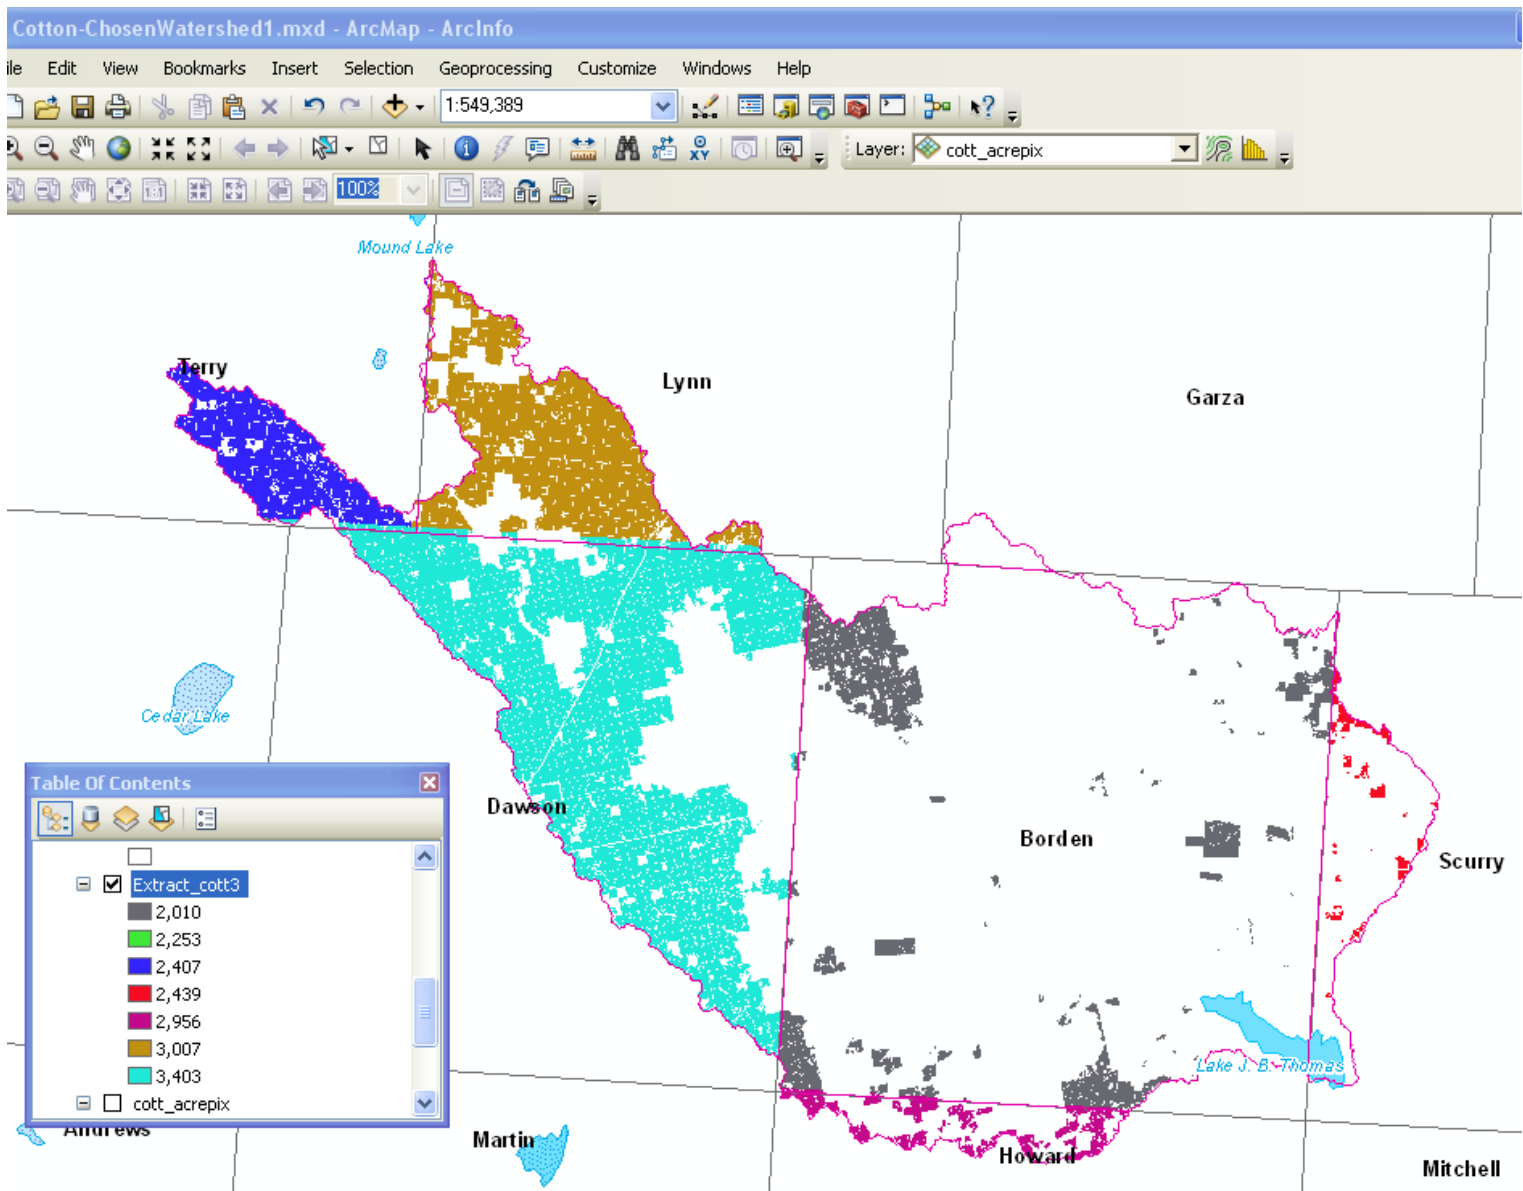 Cotton-ChosenWatershed1.mxd - ArcMap - ArcInfo
ile Edit View Bookmarks Insert Selection Geoprocessing Customize Windows Help
1:549,389
Layer: cott_acrepix
100%
Mound Lake
Terry
Lynn
Garza
Cedar Lake
Dawson
Borden
Scurry
Lake J. B. Thomas
Table Of Contents
Extract_cott3
2,010
2,253
2,407
2,439
2,956
3,007
3,403
cott_acrepix
Andrews
Martin
Howard
Mitchell